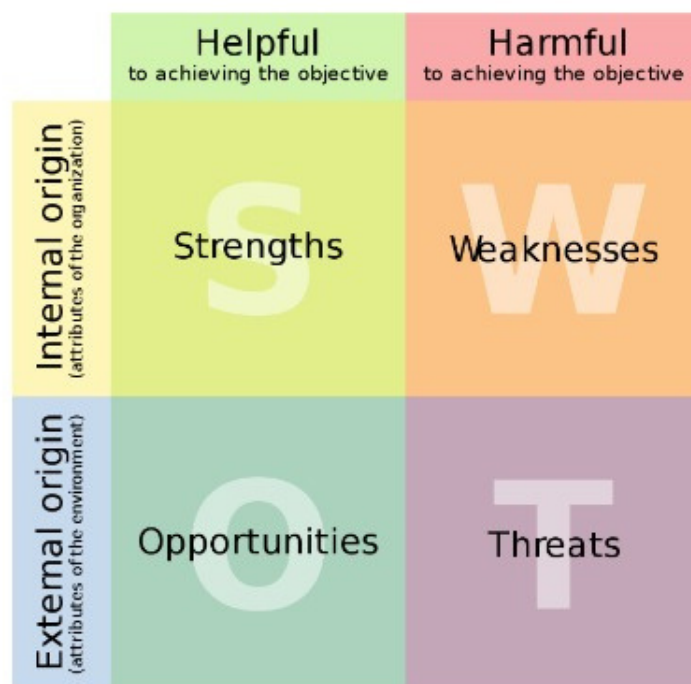 Helpful
to achieving the objective
Harmful
to achieving the objective
Internal origin
(attributes of the organization)
S
Strengths
W
Weaknesses
External origin
(attributes of the environment)
O
Opportunities
T
Threats